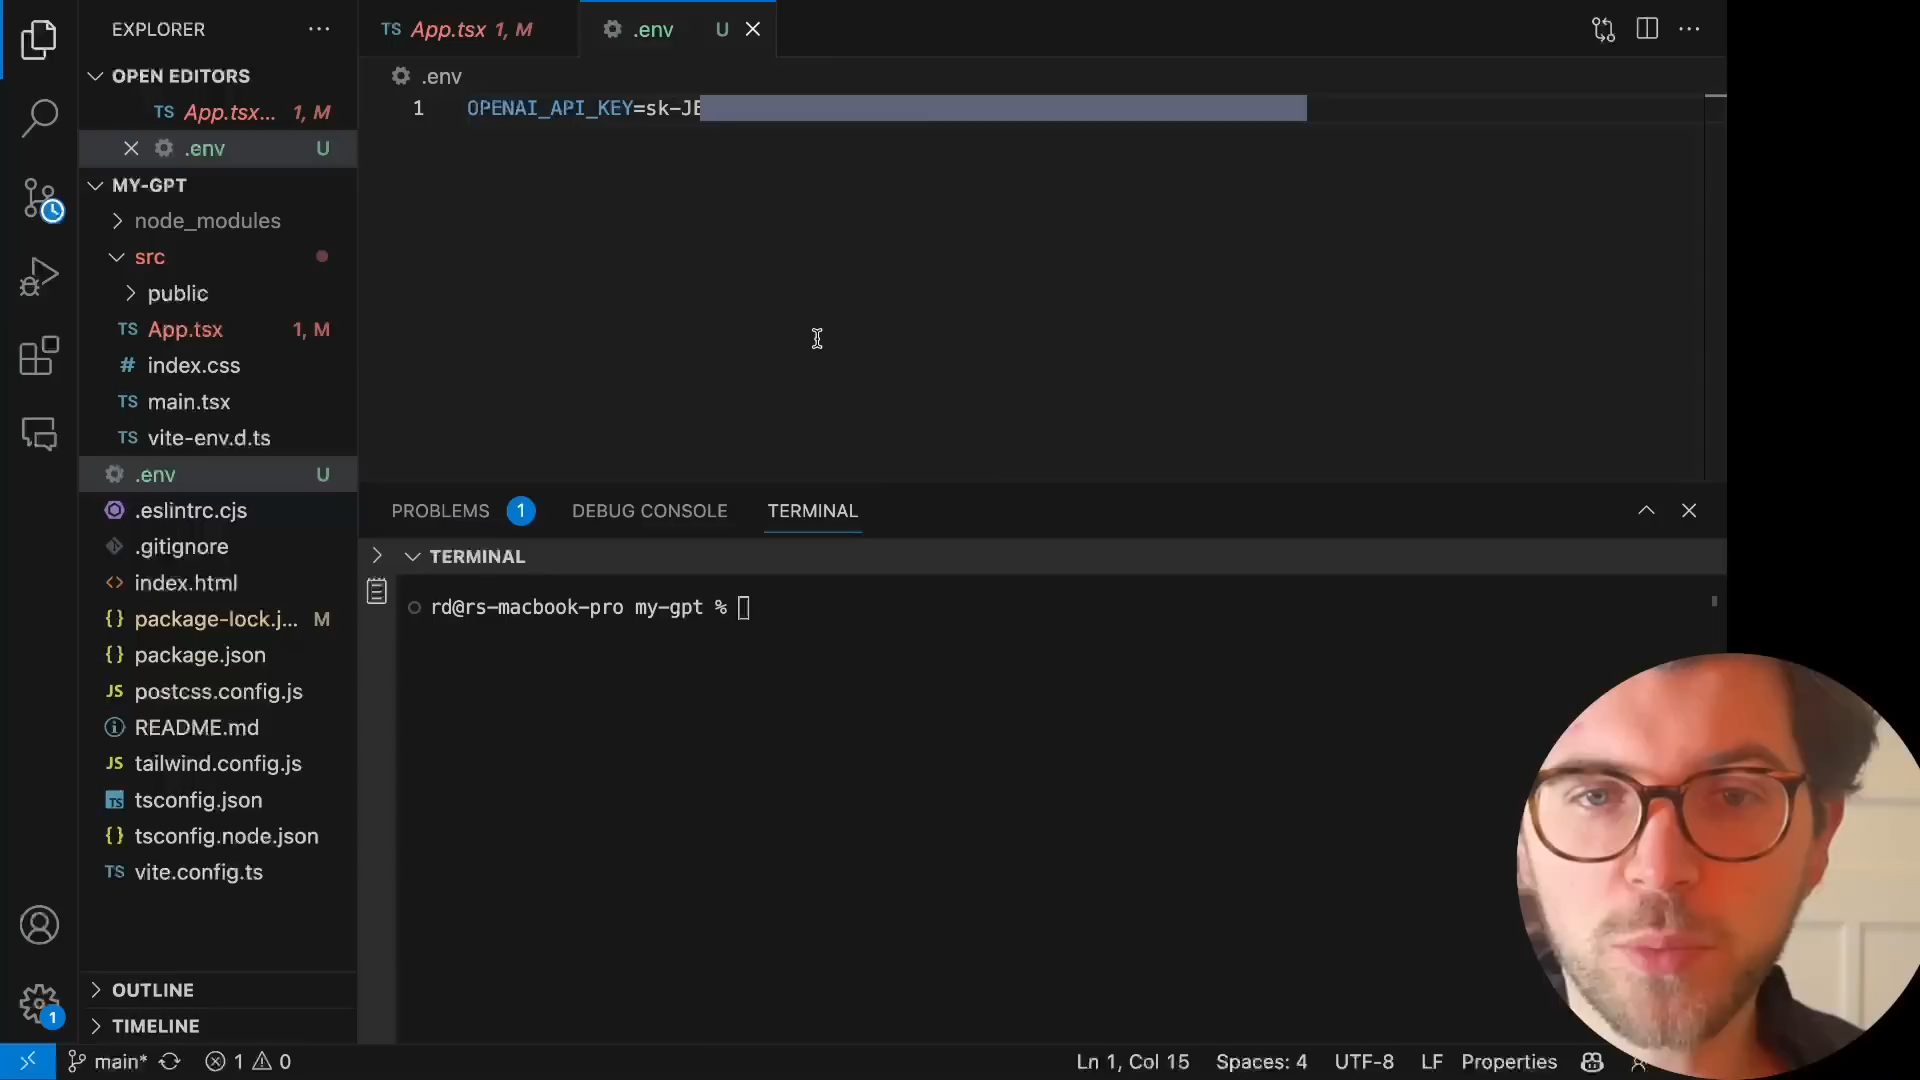 EXPLORER
OPEN EDITORS
TS App.tsx... 1, M
.env U
MY-GPT
node_modules
src
public
TS App.tsx 1, M
# index.css
TS main.tsx
TS vite-env.d.ts
.env U
.eslintrc.cjs
.gitignore
<> index.html
{} package-lock.j... M
{} package.json
JS postcss.config.js
README.md
JS tailwind.config.js
TS tsconfig.json
{} tsconfig.node.json
TS vite.config.ts
OUTLINE
TIMELINE
1
TS App.tsx 1, M
.env U
.env
1 OPENAI_API_KEY=sk-JE
PROBLEMS 1 DEBUG CONSOLE TERMINAL
TERMINAL
rd@rs-macbook-pro my-gpt %
main* 1 0 Ln 1, Col 15 Spaces: 4 UTF-8 LF Properties